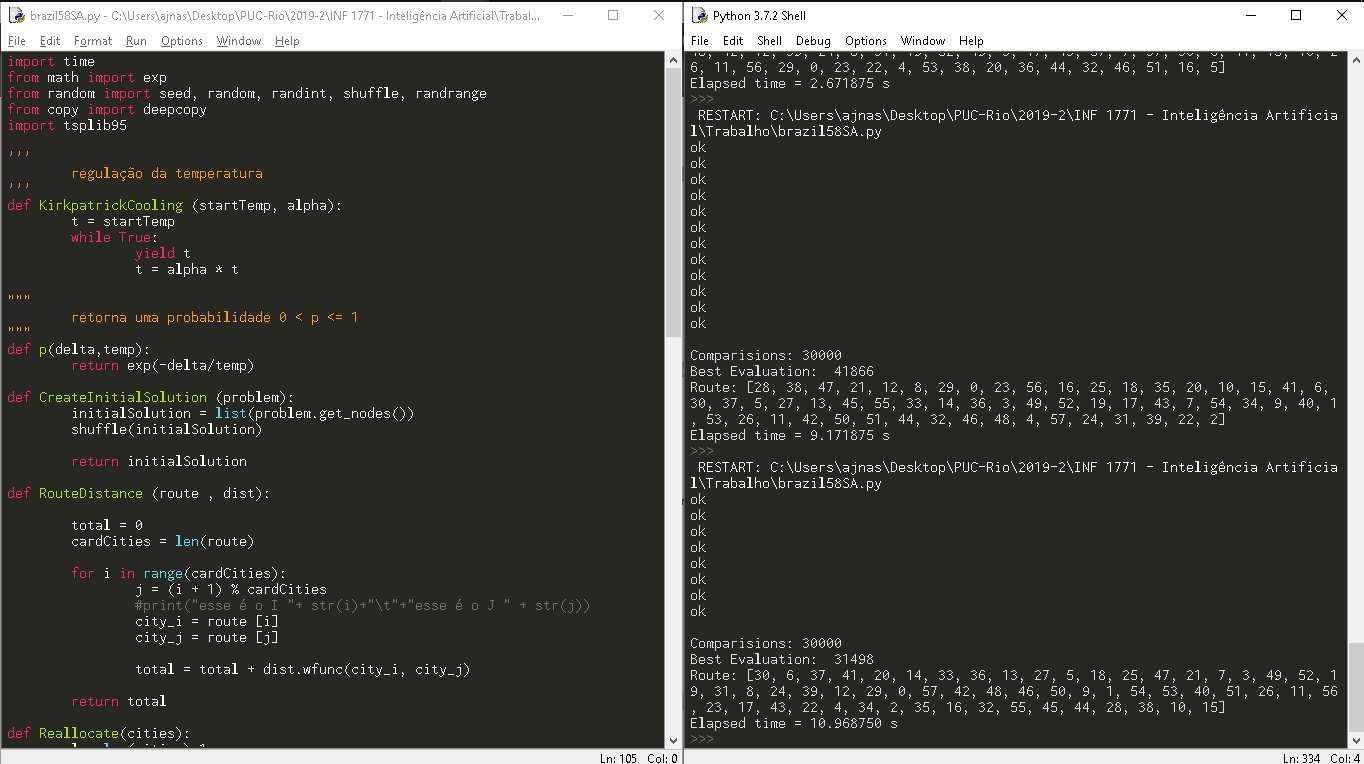 brazil58SA.py - C:\Users\ajnas\Desktop\PUC-Rio\2019-2\INF 1771 - Inteligência Artificial\Trabal...
File Edit Format Run Options Window Help
import time
from math import exp
from random import seed, random, randint, shuffle, randrange
from copy import deepcopy
import tsplib95
'''
regulação da temperatura
'''
def KirkpatrickCooling (startTemp, alpha):
t = startTemp
while True:
yield t
t = alpha * t
"""
retorna uma probabilidade 0 < p <= 1
"""
def p(delta,temp):
return exp(-delta/temp)
def CreateInitialSolution (problem):
initialSolution = list(problem.get_nodes())
shuffle(initialSolution)
return initialSolution
def RouteDistance (route , dist):
total = 0
cardCities = len(route)
for i in range(cardCities):
j = (i + 1) % cardCities
#print("esse é o I "+ str(i)+"\t"+"esse é o J " + str(j))
city_i = route [i]
city_j = route [j]
total = total + dist.wfunc(city_i, city_j)
return total
def Reallocate(cities):
Ln: 105 Col: 0
Python 3.7.2 Shell
File Edit Shell Debug Options Window Help
6, 11, 56, 29, 0, 23, 22, 4, 53, 38, 20, 36, 44, 32, 46, 51, 16, 5]
Elapsed time = 2.671875 s
>>>
RESTART: C:\Users\ajnas\Desktop\PUC-Rio\2019-2\INF 1771 - Inteligência Artificia
l\Trabalho\brazil58SA.py
ok
ok
ok
ok
ok
ok
ok
ok
ok
ok
ok
ok
Comparisions: 30000
Best Evaluation:  41866
Route: [28, 38, 47, 21, 12, 8, 29, 0, 23, 56, 16, 25, 18, 35, 20, 10, 15, 41, 6,
30, 37, 5, 27, 13, 45, 55, 33, 14, 36, 3, 49, 52, 19, 17, 43, 7, 54, 34, 9, 40, 1
, 53, 26, 11, 42, 50, 51, 44, 32, 46, 48, 4, 57, 24, 31, 39, 22, 2]
Elapsed time = 9.171875 s
>>>
RESTART: C:\Users\ajnas\Desktop\PUC-Rio\2019-2\INF 1771 - Inteligência Artificia
l\Trabalho\brazil58SA.py
ok
ok
ok
ok
ok
ok
ok
ok
Comparisions: 30000
Best Evaluation:  31498
Route: [30, 6, 37, 41, 20, 14, 33, 36, 13, 27, 5, 18, 25, 47, 21, 7, 3, 49, 52, 1
9, 31, 8, 24, 39, 12, 29, 0, 57, 42, 48, 46, 50, 9, 1, 54, 53, 40, 51, 26, 11, 56
, 23, 17, 43, 22, 4, 34, 2, 35, 16, 32, 55, 45, 44, 28, 38, 10, 15]
Elapsed time = 10.968750 s
>>>
Ln: 334 Col: 4